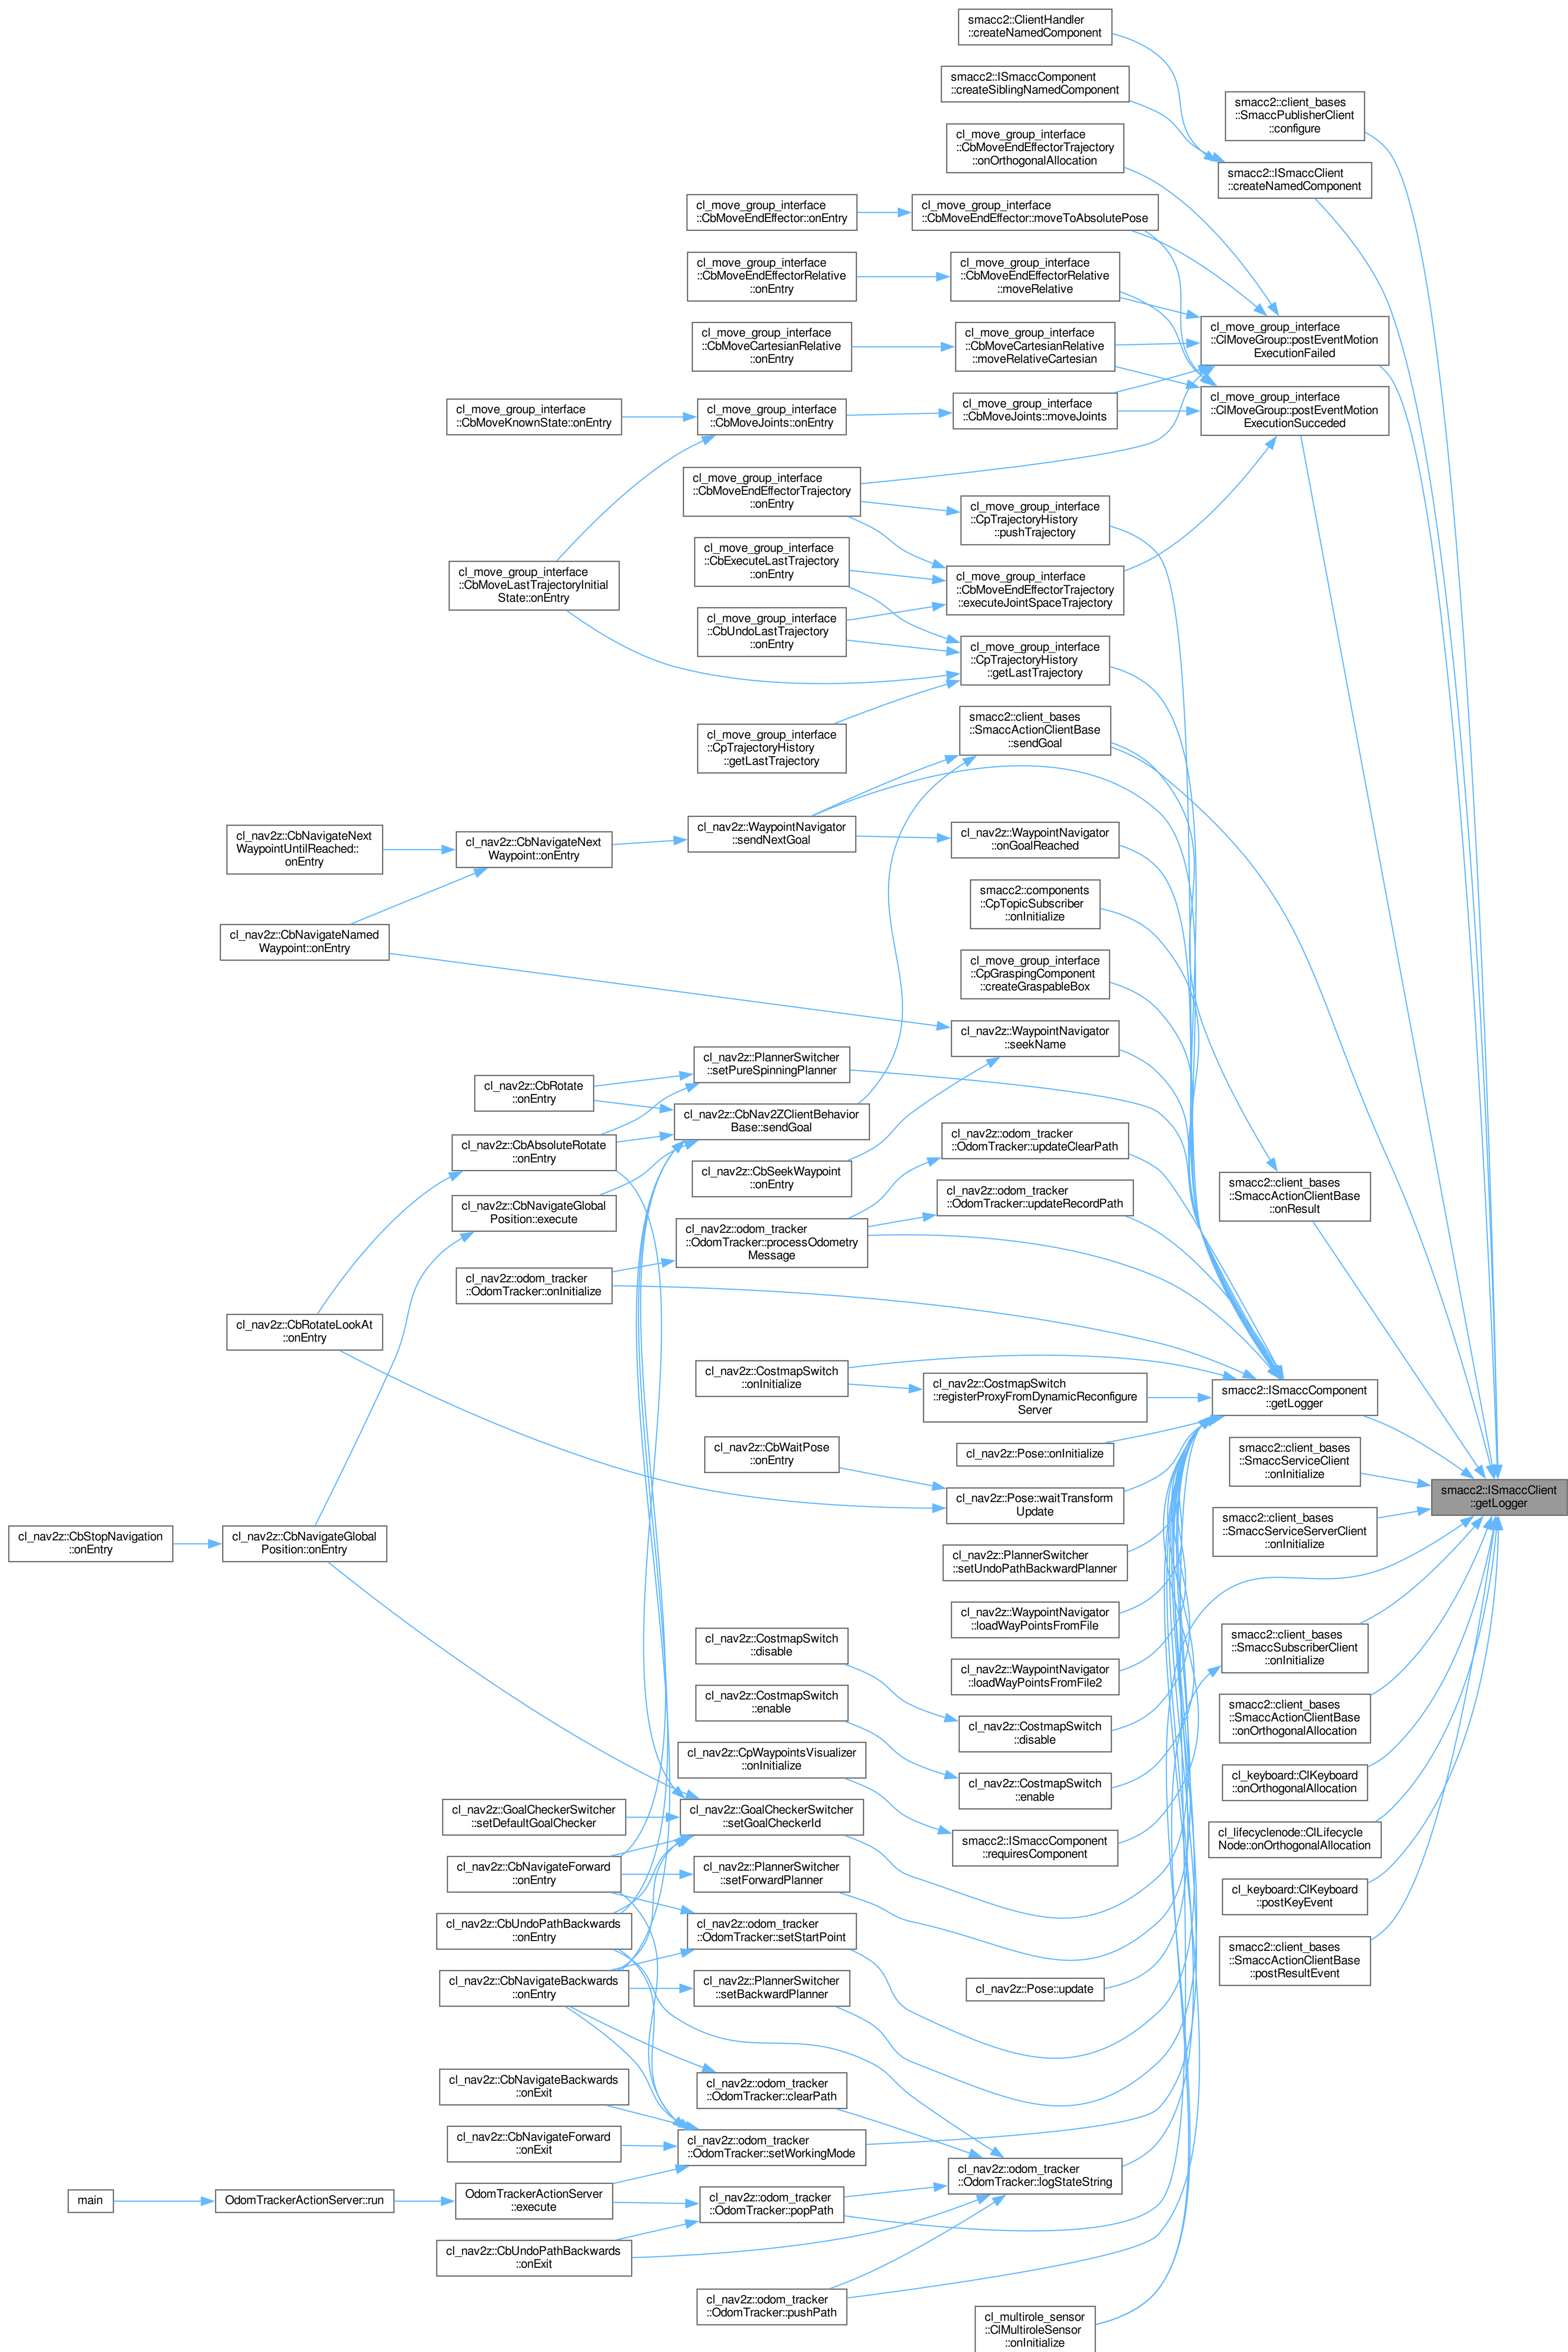 smacc2::ClientHandler
::createNamedComponent
smacc2::ISmaccComponent
::createSiblingNamedComponent
smacc2::client_bases
::SmaccPublisherClient
::configure
cl_move_group_interface
::CbMoveEndEffectorTrajectory
::onOrthogonalAllocation
smacc2::ISmaccClient
::createNamedComponent
cl_move_group_interface
::CbMoveEndEffector::onEntry
cl_move_group_interface
::CbMoveEndEffector::moveToAbsolutePose
cl_move_group_interface
::CbMoveEndEffectorRelative
::onEntry
cl_move_group_interface
::CbMoveEndEffectorRelative
::moveRelative
cl_move_group_interface
::ClMoveGroup::postEventMotion
ExecutionFailed
cl_move_group_interface
::CbMoveCartesianRelative
::onEntry
cl_move_group_interface
::CbMoveCartesianRelative
::moveRelativeCartesian
cl_move_group_interface
::ClMoveGroup::postEventMotion
ExecutionSucceded
cl_move_group_interface
::CbMoveKnownState::onEntry
cl_move_group_interface
::CbMoveJoints::onEntry
cl_move_group_interface
::CbMoveJoints::moveJoints
cl_move_group_interface
::CbMoveEndEffectorTrajectory
::onEntry
cl_move_group_interface
::CpTrajectoryHistory
::pushTrajectory
cl_move_group_interface
::CbExecuteLastTrajectory
::onEntry
cl_move_group_interface
::CbMoveLastTrajectoryInitial
State::onEntry
cl_move_group_interface
::CbMoveEndEffectorTrajectory
::executeJointSpaceTrajectory
cl_move_group_interface
::CbUndoLastTrajectory
::onEntry
cl_move_group_interface
::CpTrajectoryHistory
::getLastTrajectory
smacc2::client_bases
::SmaccActionClientBase
::sendGoal
cl_move_group_interface
::CpTrajectoryHistory
::getLastTrajectory
cl_nav2z::CbNavigateNext
WaypointUntilReached::
onEntry
cl_nav2z::CbNavigateNext
Waypoint::onEntry
cl_nav2z::WaypointNavigator
::sendNextGoal
cl_nav2z::WaypointNavigator
::onGoalReached
smacc2::components
::CpTopicSubscriber
::onInitialize
cl_nav2z::CbNavigateNamed
Waypoint::onEntry
cl_move_group_interface
::CpGraspingComponent
::createGraspableBox
cl_nav2z::WaypointNavigator
::seekName
cl_nav2z::PlannerSwitcher
::setPureSpinningPlanner
cl_nav2z::CbRotate
::onEntry
cl_nav2z::CbNav2ZClientBehavior
Base::sendGoal
cl_nav2z::CbAbsoluteRotate
::onEntry
cl_nav2z::odom_tracker
::OdomTracker::updateClearPath
cl_nav2z::CbSeekWaypoint
::onEntry
smacc2::client_bases
::SmaccActionClientBase
::onResult
cl_nav2z::CbNavigateGlobal
Position::execute
cl_nav2z::odom_tracker
::OdomTracker::updateRecordPath
cl_nav2z::odom_tracker
::OdomTracker::processOdometry
Message
cl_nav2z::odom_tracker
::OdomTracker::onInitialize
cl_nav2z::CbRotateLookAt
::onEntry
cl_nav2z::CostmapSwitch
::onInitialize
cl_nav2z::CostmapSwitch
::registerProxyFromDynamicReconfigure
Server
smacc2::ISmaccComponent
::getLogger
cl_nav2z::CbWaitPose
::onEntry
cl_nav2z::Pose::onInitialize
smacc2::client_bases
::SmaccServiceClient
::onInitialize
smacc2::ISmaccClient
::getLogger
cl_nav2z::Pose::waitTransform
Update
smacc2::client_bases
::SmaccServiceServerClient
::onInitialize
cl_nav2z::CbStopNavigation
::onEntry
cl_nav2z::CbNavigateGlobal
Position::onEntry
cl_nav2z::PlannerSwitcher
::setUndoPathBackwardPlanner
cl_nav2z::WaypointNavigator
::loadWayPointsFromFile
cl_nav2z::CostmapSwitch
::disable
smacc2::client_bases
::SmaccSubscriberClient
::onInitialize
cl_nav2z::WaypointNavigator
::loadWayPointsFromFile2
cl_nav2z::CostmapSwitch
::enable
cl_nav2z::CostmapSwitch
::disable
smacc2::client_bases
::SmaccActionClientBase
::onOrthogonalAllocation
cl_nav2z::CpWaypointsVisualizer
::onInitialize
cl_nav2z::CostmapSwitch
::enable
cl_keyboard::ClKeyboard
::onOrthogonalAllocation
cl_nav2z::GoalCheckerSwitcher
::setDefaultGoalChecker
cl_nav2z::GoalCheckerSwitcher
::setGoalCheckerId
smacc2::ISmaccComponent
::requiresComponent
cl_lifecyclenode::ClLifecycle
Node::onOrthogonalAllocation
cl_nav2z::CbNavigateForward
::onEntry
cl_nav2z::PlannerSwitcher
::setForwardPlanner
cl_keyboard::ClKeyboard
::postKeyEvent
cl_nav2z::CbUndoPathBackwards
::onEntry
cl_nav2z::odom_tracker
::OdomTracker::setStartPoint
smacc2::client_bases
::SmaccActionClientBase
::postResultEvent
cl_nav2z::CbNavigateBackwards
::onEntry
cl_nav2z::PlannerSwitcher
::setBackwardPlanner
cl_nav2z::Pose::update
cl_nav2z::CbNavigateBackwards
::onExit
cl_nav2z::odom_tracker
::OdomTracker::clearPath
cl_nav2z::CbNavigateForward
::onExit
cl_nav2z::odom_tracker
::OdomTracker::setWorkingMode
cl_nav2z::odom_tracker
::OdomTracker::logStateString
main
OdomTrackerActionServer::run
OdomTrackerActionServer
::execute
cl_nav2z::odom_tracker
::OdomTracker::popPath
cl_nav2z::CbUndoPathBackwards
::onExit
cl_nav2z::odom_tracker
::OdomTracker::pushPath
cl_multirole_sensor
::ClMultiroleSensor
::onInitialize